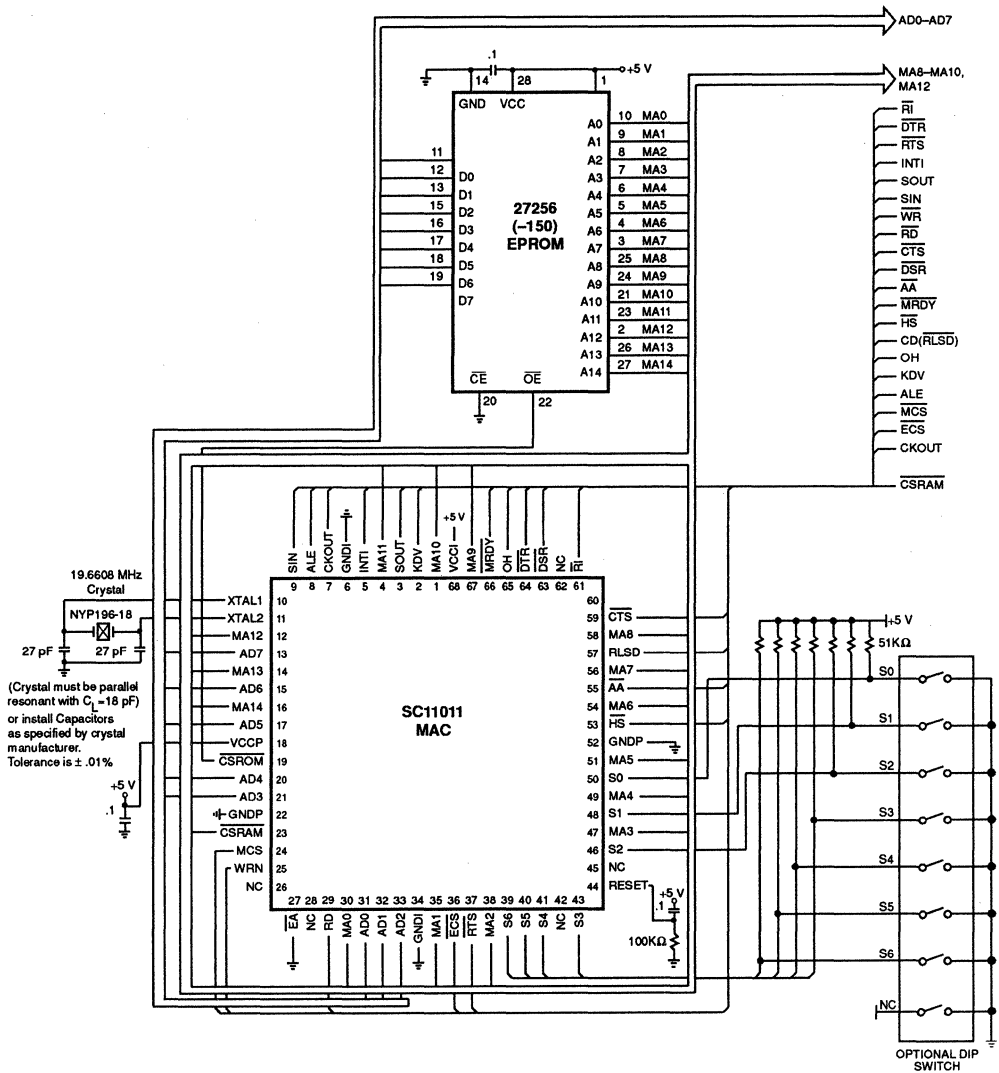 AD0–AD7
MA8–MA10,
MA12
.1
+5 V
14
28
1
GND
VCC
27256
(–150)
EPROM
11
12
13
15
16
17
18
19
D0
D1
D2
D3
D4
D5
D6
D7
A0 10 MA0
A1 9 MA1
A2 8 MA2
A3 7 MA3
A4 6 MA4
A5 5 MA5
A6 4 MA6
A7 3 MA7
A8 25 MA8
A9 24 MA9
A10 21 MA10
A11 23 MA11
A12 2 MA12
A13 26 MA13
A14 27 MA14
CE
OE
20
22
RI
DTR
RTS
INTI
SOUT
SIN
WR
RD
CTS
DSR
AA
MRDY
HS
CD(RLSD)
OH
KDV
ALE
MCS
ECS
CKOUT
CSRAM
SIN
ALE
CKOUT
GNDI
INTI
MA11
SOUT
KDV
MA10
+5 V
VCCI
MA9
MRDY
OH
DTR
DSR
NC
RI
9 8 7 6 5 4 3 2 1 68 67 66 65 64 63 62 61
19.6608 MHz
Crystal
NYP196-18
27 pF
27 pF
(Crystal must be parallel
resonant with CL=18 pF)
or install Capacitors
as specified by crystal
manufacturer.
Tolerance is ± .01%
+5 V
.1
XTAL1 10
XTAL2 11
MA12 12
AD7 13
MA13 14
AD6 15
MA14 16
AD5 17
VCCP 18
CSROM 19
AD4 20
AD3 21
GNDP 22
CSRAM 23
MCS 24
WRN 25
NC 26
SC11011
MAC
60
59 CTS
58 MA8
57 RLSD
56 MA7
55 AA
54 MA6
53 HS
52 GNDP
51 MA5
50 S0
49 MA4
48 S1
47 MA3
46 S2
45 NC
44 RESET
+5 V
.1
100KΩ
27 28 29 30 31 32 33 34 35 36 37 38 39 40 41 42 43
EA
NC
RD
MA0
AD0
AD1
AD2
GNDI
MA1
ECS
RTS
MA2
S6
S5
S4
NC
S3
+5 V
51KΩ
S0
S1
S2
S3
S4
S5
S6
NC
OPTIONAL DIP
SWITCH